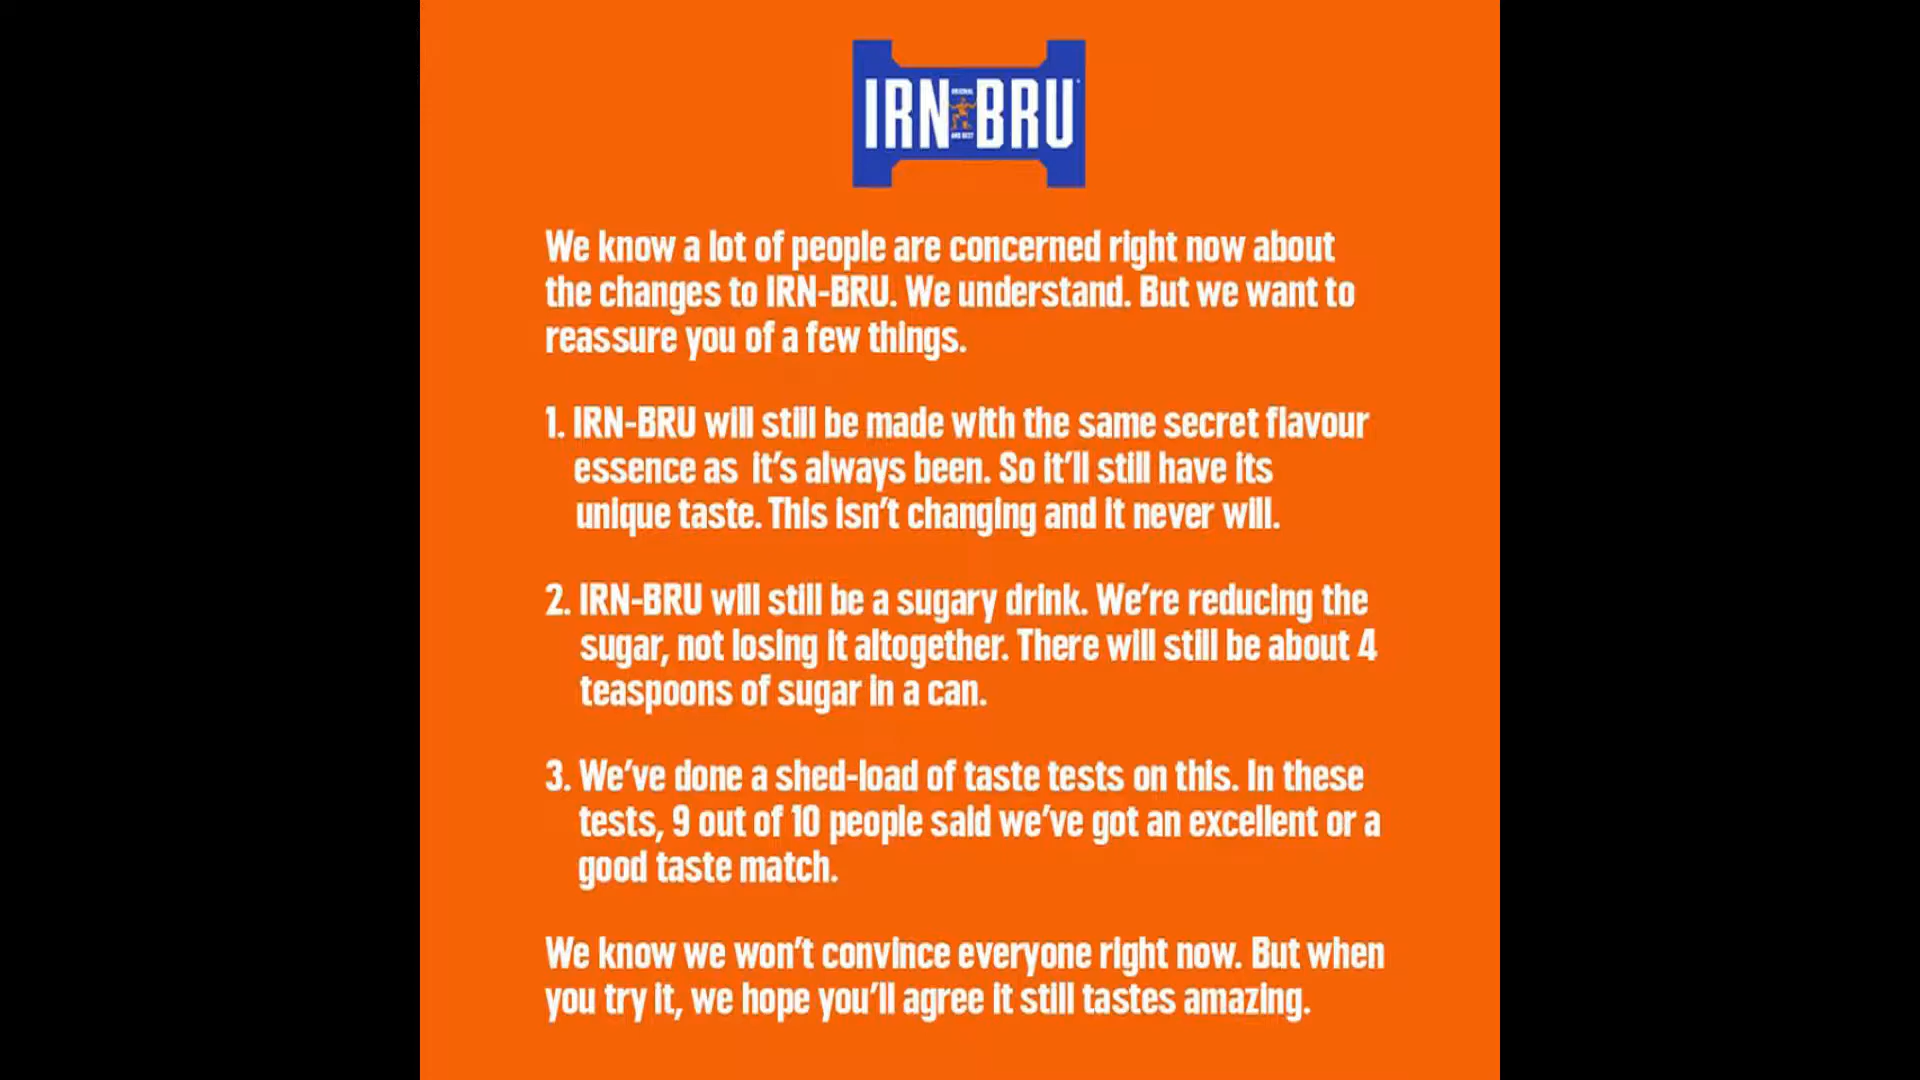 IRN-BRU
ORIGINAL
AND BEST
We know a lot of people are concerned right now about
the changes to IRN-BRU. We understand. But we want to
reassure you of a few things.
1. IRN-BRU will still be made with the same secret flavour
essence as it's always been. So it'll still have its
unique taste. This isn't changing and it never will.
2. IRN-BRU will still be a sugary drink. We're reducing the
sugar, not losing it altogether. There will still be about 4
teaspoons of sugar in a can.
3. We've done a shed-load of taste tests on this. In these
tests, 9 out of 10 people said we've got an excellent or a
good taste match.
We know we won't convince everyone right now. But when
you try it, we hope you'll agree it still tastes amazing.